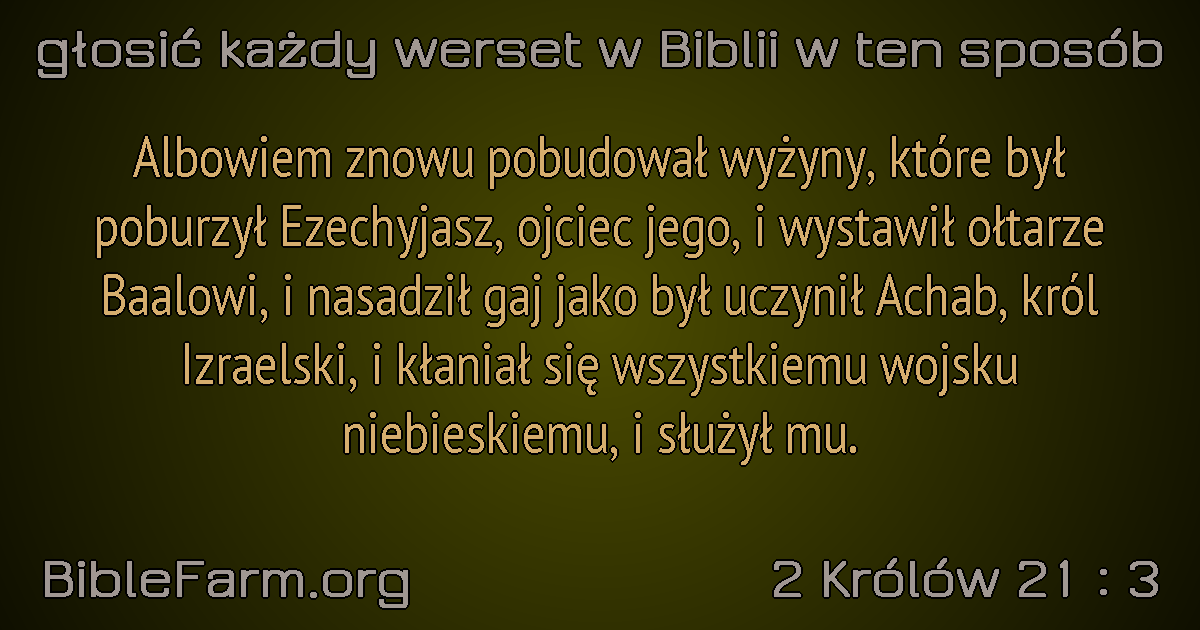 głosić każdy werset w Biblii w ten sposób
Albowiem znowu pobudował wyżyny, które był
poburzył Ezechyjasz, ojciec jego, i wystawił ołtarze
Baalowi, i nasadził gaj jako był uczynił Achab, król
Izraelski, i kłaniał się wszystkiemu wojsku
niebieskiemu, i służył mu.
BibleFarm.org
2 Królów 21 : 3